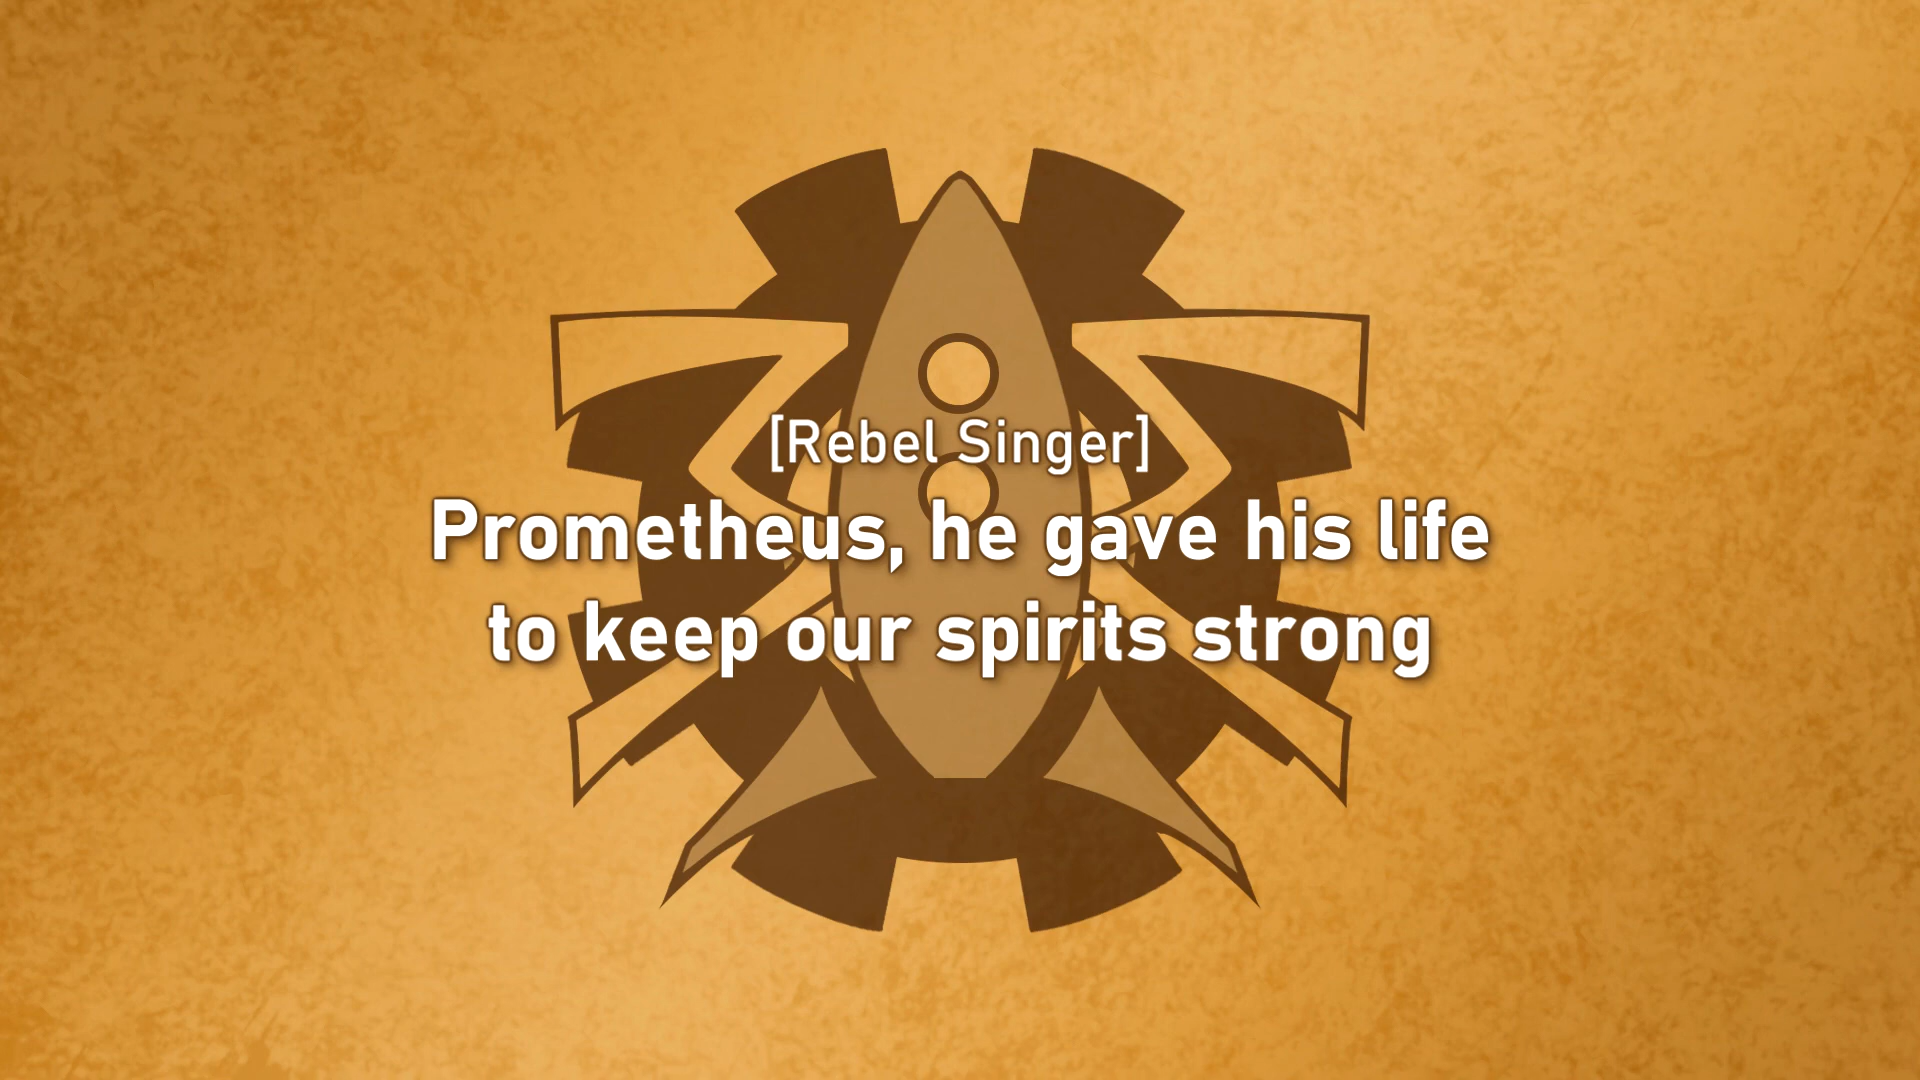 [Rebel Singer]
Prometheus, he gave his life
to keep our spirits strong